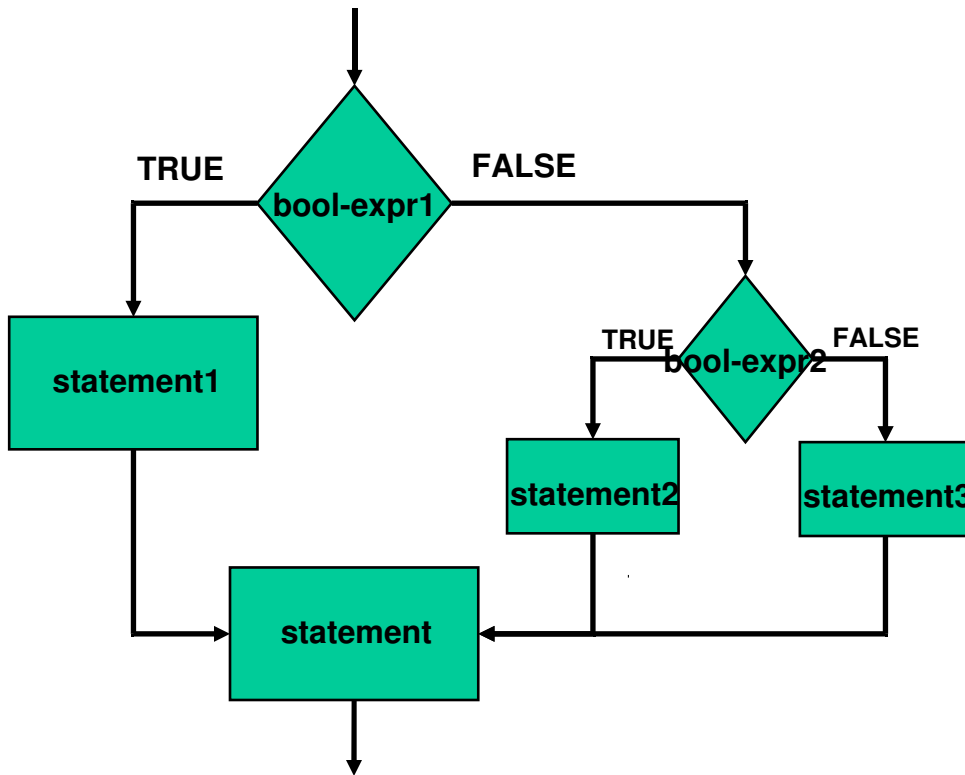 TRUE
FALSE
bool-expr1
TRUE
FALSE
bool-expr2
statement1
statement2
statement3
statement